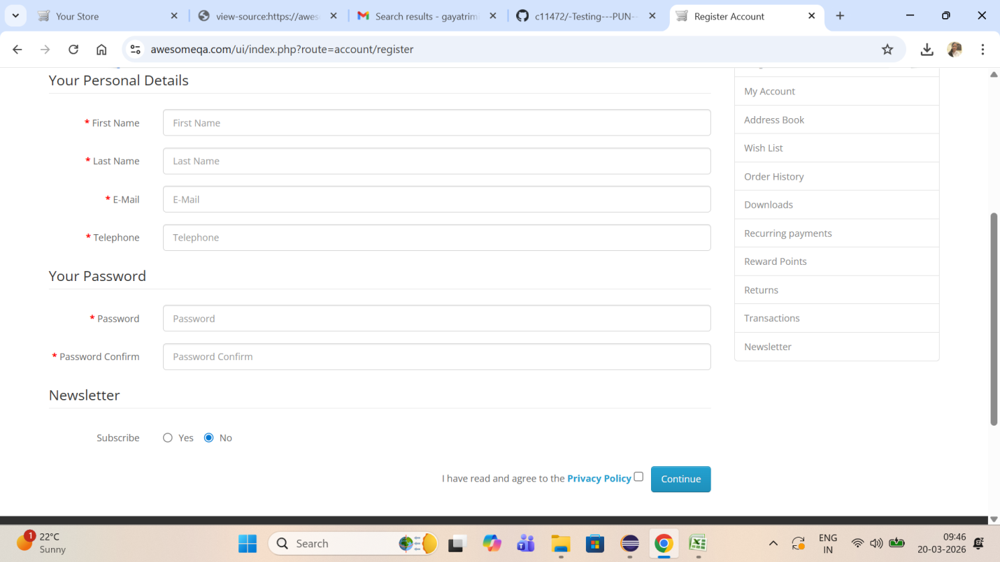 Your Store
view-source:https://awes
Search results - gayatrimi
c11472/-Testing---PUN--
Register Account
awesomeqa.com/ui/index.php?route=account/register
Your Personal Details
* First Name
First Name
* Last Name
Last Name
* E-Mail
E-Mail
* Telephone
Telephone
Your Password
* Password
Password
* Password Confirm
Password Confirm
Newsletter
Subscribe
Yes
No
I have read and agree to the Privacy Policy
Continue
My Account
Address Book
Wish List
Order History
Downloads
Recurring payments
Reward Points
Returns
Transactions
Newsletter
1
22°C
Sunny
Search
ENG
IN
09:46
20-03-2026